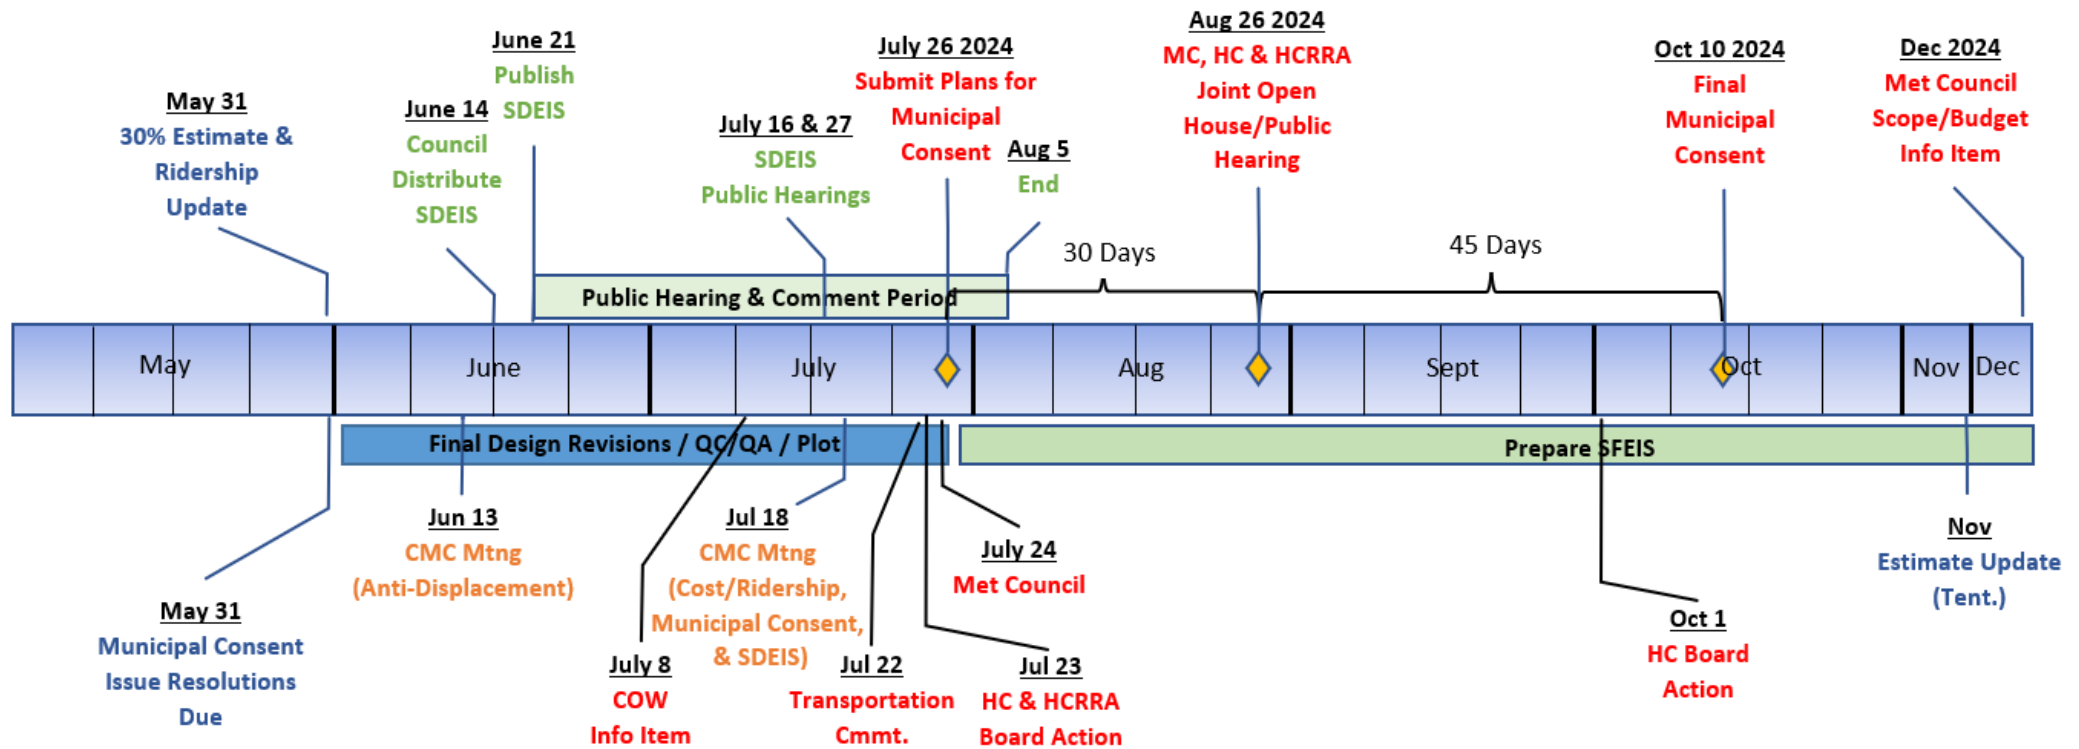 May 31
30% Estimate &
Ridership
Update
June 14
Council
Distribute
SDEIS
June 21
Publish
SDEIS
July 16 & 27
SDEIS
Public Hearings
July 26 2024
Submit Plans for
Municipal
Consent
Aug 5
End
Aug 26 2024
MC, HC & HCRRA
Joint Open
House/Public
Hearing
Oct 10 2024
Final
Municipal
Consent
Dec 2024
Met Council
Scope/Budget
Info Item
30 Days
45 Days
Public Hearing & Comment Period
May
June
July
Aug
Sept
Oct
Nov
Dec
Final Design Revisions / QC/QA / Plot
Prepare SFEIS
May 31
Municipal Consent
Issue Resolutions
Due
Jun 13
CMC Mtng
(Anti-Displacement)
July 8
COW
Info Item
Jul 18
CMC Mtng
(Cost/Ridership,
Municipal Consent,
& SDEIS)
Jul 22
Transportation
Cmmt.
July 24
Met Council
Jul 23
HC & HCRRA
Board Action
Oct 1
HC Board
Action
Nov
Estimate Update
(Tent.)